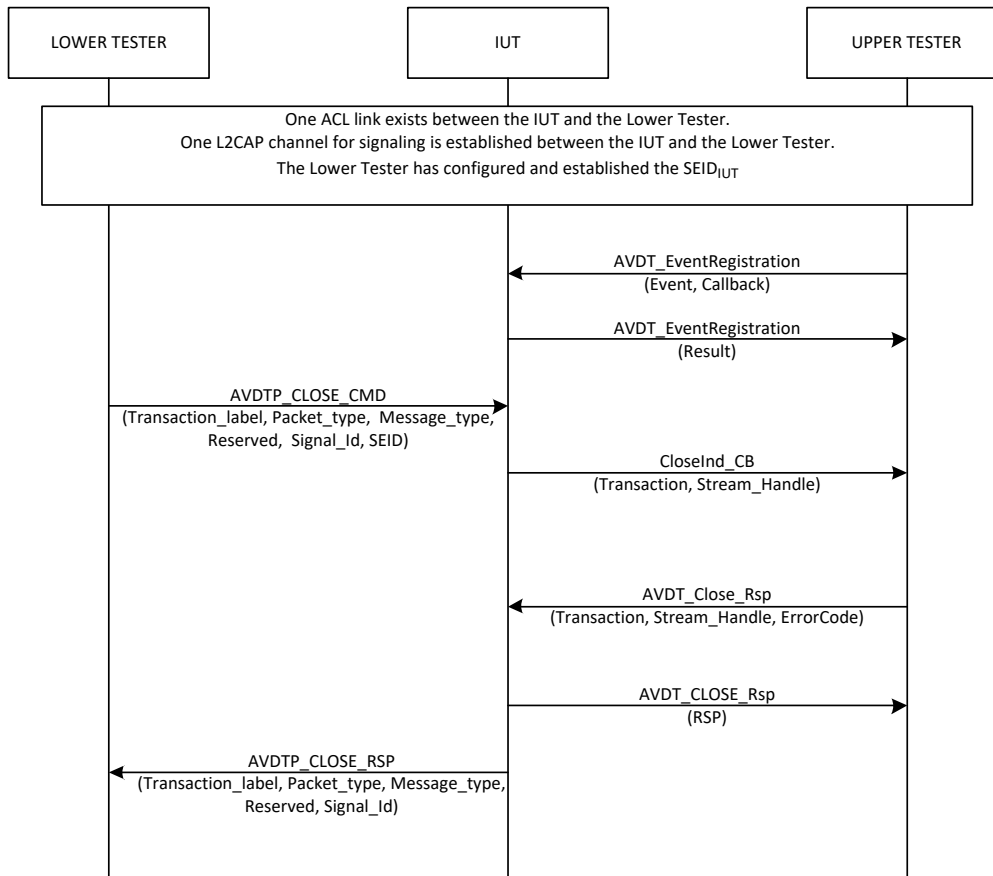 LOWER TESTER
IUT
UPPER TESTER
One ACL link exists between the IUT and the Lower Tester.
One L2CAP channel for signaling is established between the IUT and the Lower Tester.
The Lower Tester has configured and established the SEIDIUT
AVDT_EventRegistration
(Event, Callback)
AVDT_EventRegistration
(Result)
AVDTP_CLOSE_CMD
(Transaction_label, Packet_type, Message_type,
Reserved, Signal_Id, SEID)
CloseInd_CB
(Transaction, Stream_Handle)
AVDT_Close_Rsp
(Transaction, Stream_Handle, ErrorCode)
AVDT_CLOSE_Rsp
(RSP)
AVDTP_CLOSE_RSP
(Transaction_label, Packet_type, Message_type,
Reserved, Signal_Id)